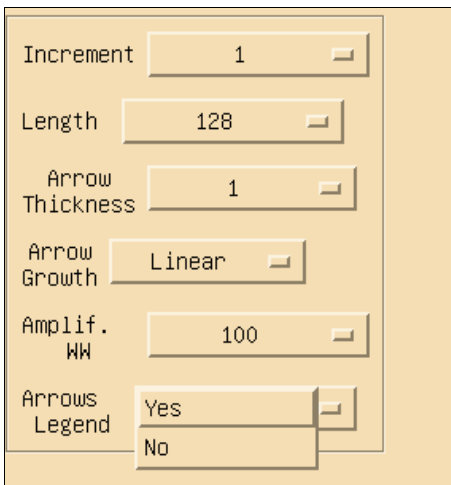 Increment 1
Length 128
Arrow
Thickness 1
Arrow
Growth Linear
Amplif.
WW 100
Arrows
Legend Yes
No